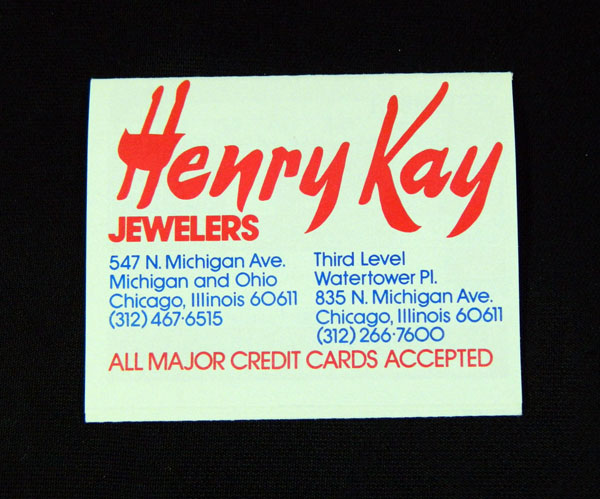 Henry Kay
JEWELERS
547 N. Michigan Ave.
Michigan and Ohio
Chicago, Illinois 60611
(312) 467·6515
Third Level
Watertower Pl.
835 N. Michigan Ave.
Chicago, Illinois 60611
(312) 266·7600
ALL MAJOR CREDIT CARDS ACCEPTED